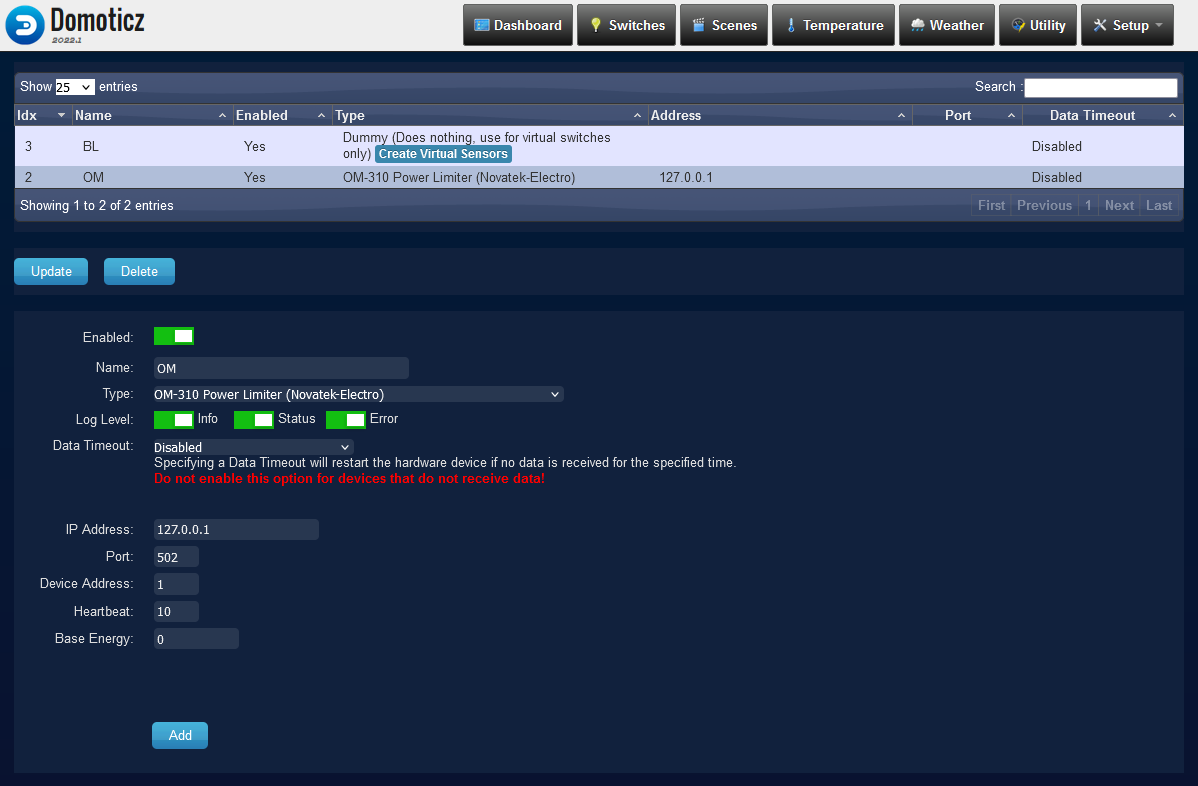 Domoticz
2022.1
Dashboard Switches Scenes Temperature Weather Utility Setup
Show 25 entries Search :
Idx Name Enabled Type Address Port Data Timeout
3 BL Yes Dummy (Does nothing, use for virtual switches Disabled
only) Create Virtual Sensors
2 OM Yes OM-310 Power Limiter (Novatek-Electro) 127.0.0.1 Disabled
Showing 1 to 2 of 2 entries First Previous 1 Next Last
Update Delete
Enabled:
Name: OM
Type: OM-310 Power Limiter (Novatek-Electro)
Log Level: Info Status Error
Data Timeout: Disabled
Specifying a Data Timeout will restart the hardware device if no data is received for the specified time.
Do not enable this option for devices that do not receive data!
IP Address: 127.0.0.1
Port: 502
Device Address: 1
Heartbeat: 10
Base Energy: 0
Add